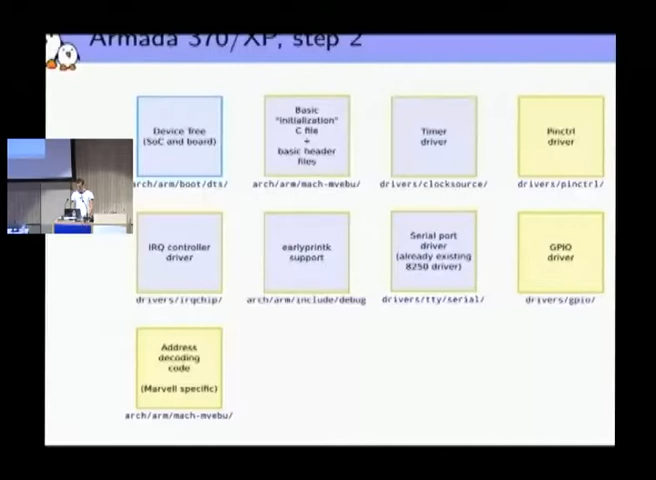 Armada 370/XP, step 2
Device Tree
(SoC and board)
arch/arm/boot/dts/
Basic
"initialization"
C file
+
basic header
files
arch/arm/mach-mvebu/
Timer
driver
drivers/clocksource/
Pinctrl
driver
drivers/pinctrl/
IRQ controller
driver
drivers/irqchip/
earlyprintk
support
arch/arm/include/debug
Serial port
driver
(already existing
8250 driver)
drivers/tty/serial/
GPIO
driver
drivers/gpio/
Address
decoding
code
(Marvell specific)
arch/arm/mach-mvebu/